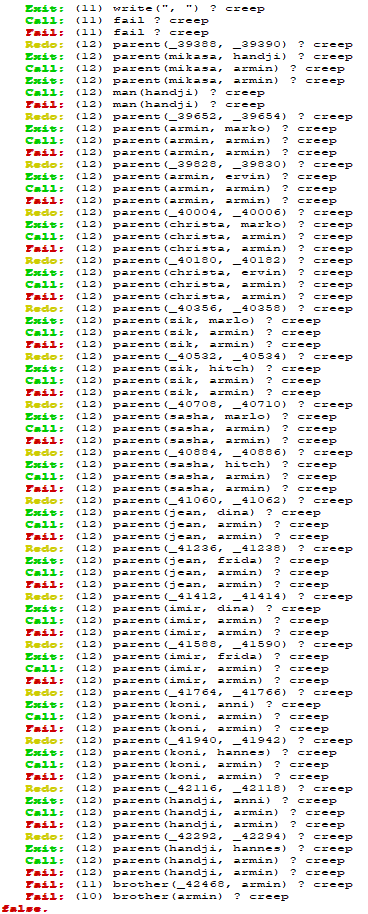 Exit: (11) write(", ") ? creep
Call: (11) fail ? creep
Fail: (11) fail ? creep
Redo: (12) parent(_39388, _39390) ? creep
Exit: (12) parent(mikasa, handji) ? creep
Call: (12) parent(mikasa, armin) ? creep
Exit: (12) parent(mikasa, armin) ? creep
Call: (12) man(handji) ? creep
Fail: (12) man(handji) ? creep
Redo: (12) parent(_39652, _39654) ? creep
Exit: (12) parent(armin, marko) ? creep
Call: (12) parent(armin, armin) ? creep
Fail: (12) parent(armin, armin) ? creep
Redo: (12) parent(_39828, _39830) ? creep
Exit: (12) parent(armin, ervin) ? creep
Call: (12) parent(armin, armin) ? creep
Fail: (12) parent(armin, armin) ? creep
Redo: (12) parent(_40004, _40006) ? creep
Exit: (12) parent(christa, marko) ? creep
Call: (12) parent(christa, armin) ? creep
Fail: (12) parent(christa, armin) ? creep
Redo: (12) parent(_40180, _40182) ? creep
Exit: (12) parent(christa, ervin) ? creep
Call: (12) parent(christa, armin) ? creep
Fail: (12) parent(christa, armin) ? creep
Redo: (12) parent(_40356, _40358) ? creep
Exit: (12) parent(zik, marlo) ? creep
Call: (12) parent(zik, armin) ? creep
Fail: (12) parent(zik, armin) ? creep
Redo: (12) parent(_40532, _40534) ? creep
Exit: (12) parent(zik, hitch) ? creep
Call: (12) parent(zik, armin) ? creep
Fail: (12) parent(zik, armin) ? creep
Redo: (12) parent(_40708, _40710) ? creep
Exit: (12) parent(sasha, marlo) ? creep
Call: (12) parent(sasha, armin) ? creep
Fail: (12) parent(sasha, armin) ? creep
Redo: (12) parent(_40884, _40886) ? creep
Exit: (12) parent(sasha, hitch) ? creep
Call: (12) parent(sasha, armin) ? creep
Fail: (12) parent(sasha, armin) ? creep
Redo: (12) parent(_41060, _41062) ? creep
Exit: (12) parent(jean, dina) ? creep
Call: (12) parent(jean, armin) ? creep
Fail: (12) parent(jean, armin) ? creep
Redo: (12) parent(_41236, _41238) ? creep
Exit: (12) parent(jean, frida) ? creep
Call: (12) parent(jean, armin) ? creep
Fail: (12) parent(jean, armin) ? creep
Redo: (12) parent(_41412, _41414) ? creep
Exit: (12) parent(imir, dina) ? creep
Call: (12) parent(imir, armin) ? creep
Fail: (12) parent(imir, armin) ? creep
Redo: (12) parent(_41588, _41590) ? creep
Exit: (12) parent(imir, frida) ? creep
Call: (12) parent(imir, armin) ? creep
Fail: (12) parent(imir, armin) ? creep
Redo: (12) parent(_41764, _41766) ? creep
Exit: (12) parent(koni, anni) ? creep
Call: (12) parent(koni, armin) ? creep
Fail: (12) parent(koni, armin) ? creep
Redo: (12) parent(_41940, _41942) ? creep
Exit: (12) parent(koni, hannes) ? creep
Call: (12) parent(koni, armin) ? creep
Fail: (12) parent(koni, armin) ? creep
Redo: (12) parent(_42116, _42118) ? creep
Exit: (12) parent(handji, anni) ? creep
Call: (12) parent(handji, armin) ? creep
Fail: (12) parent(handji, armin) ? creep
Redo: (12) parent(_42292, _42294) ? creep
Exit: (12) parent(handji, hannes) ? creep
Call: (12) parent(handji, armin) ? creep
Fail: (12) parent(handji, armin) ? creep
Fail: (11) brother(_42468, armin) ? creep
Fail: (10) brother(armin) ? creep
false.